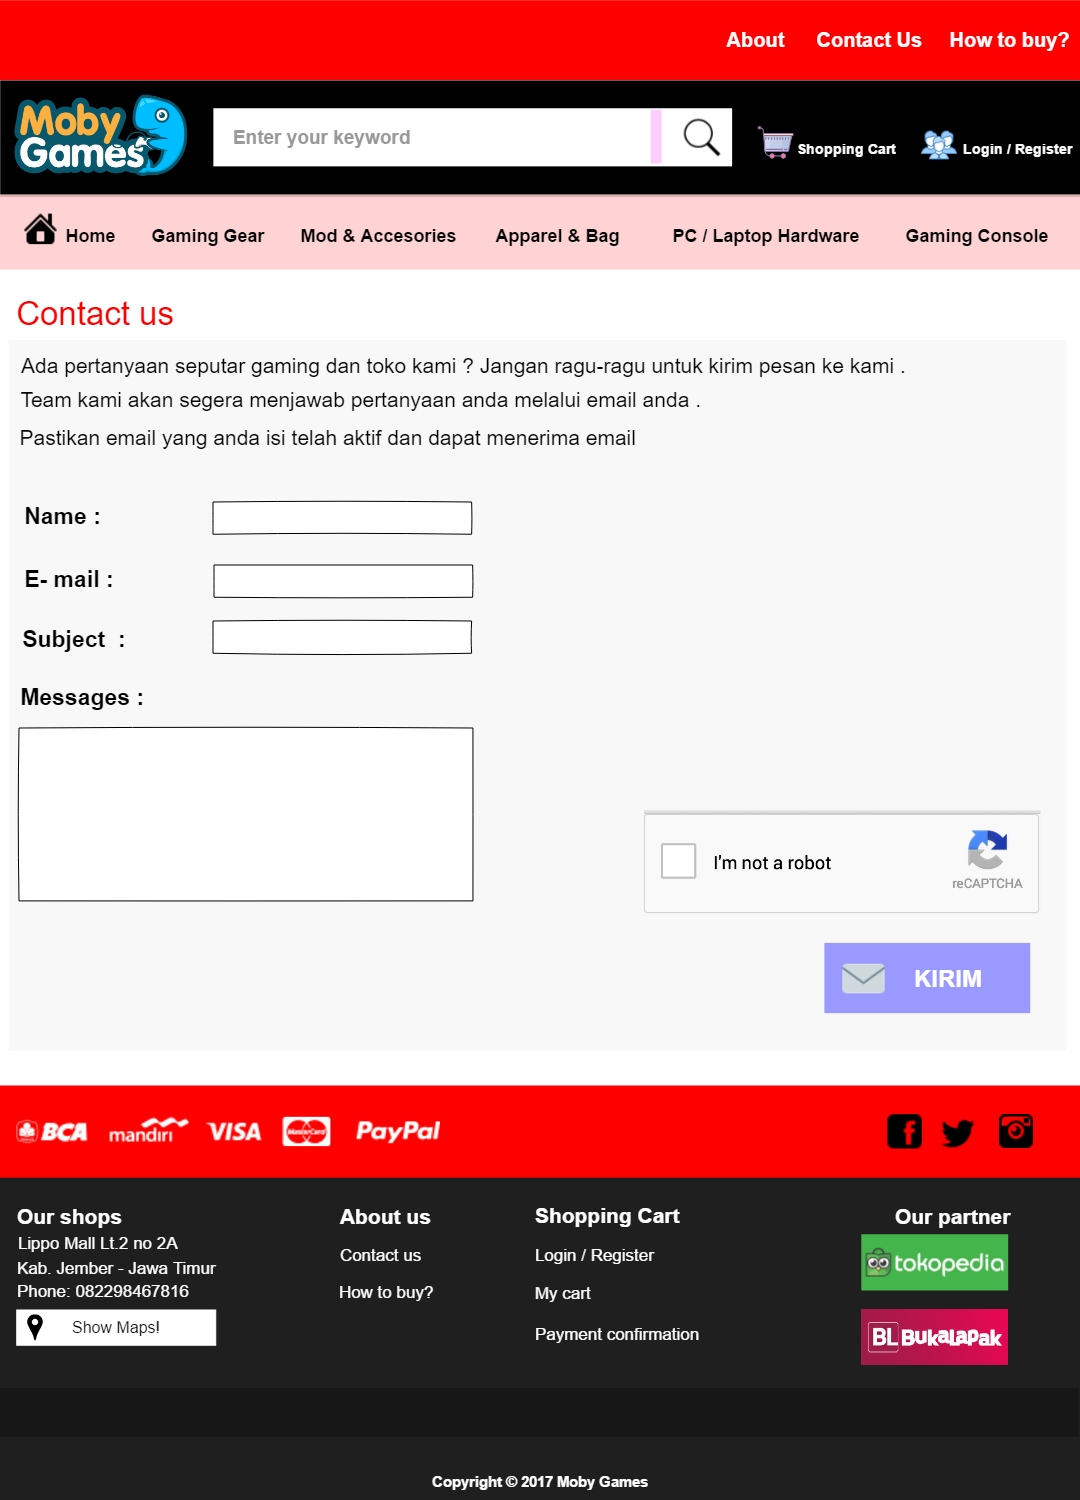 About Contact Us How to buy?
Moby Games
Enter your keyword
Shopping Cart
Login / Register
Home Gaming Gear Mod & Accesories Apparel & Bag PC / Laptop Hardware Gaming Console
Contact us
Ada pertanyaan seputar gaming dan toko kami ? Jangan ragu-ragu untuk kirim pesan ke kami .
Team kami akan segera menjawab pertanyaan anda melalui email anda .
Pastikan email yang anda isi telah aktif dan dapat menerima email
Name :
E- mail :
Subject :
Messages :
I'm not a robot
reCAPTCHA
KIRIM
BCA mandiri VISA MasterCard PayPal
Our shops
Lippo Mall Lt.2 no 2A
Kab. Jember - Jawa Timur
Phone: 082298467816
Show Maps!
About us
Contact us
How to buy?
Shopping Cart
Login / Register
My cart
Payment confirmation
Our partner
tokopedia
BL BukaLapak
Copyright © 2017 Moby Games